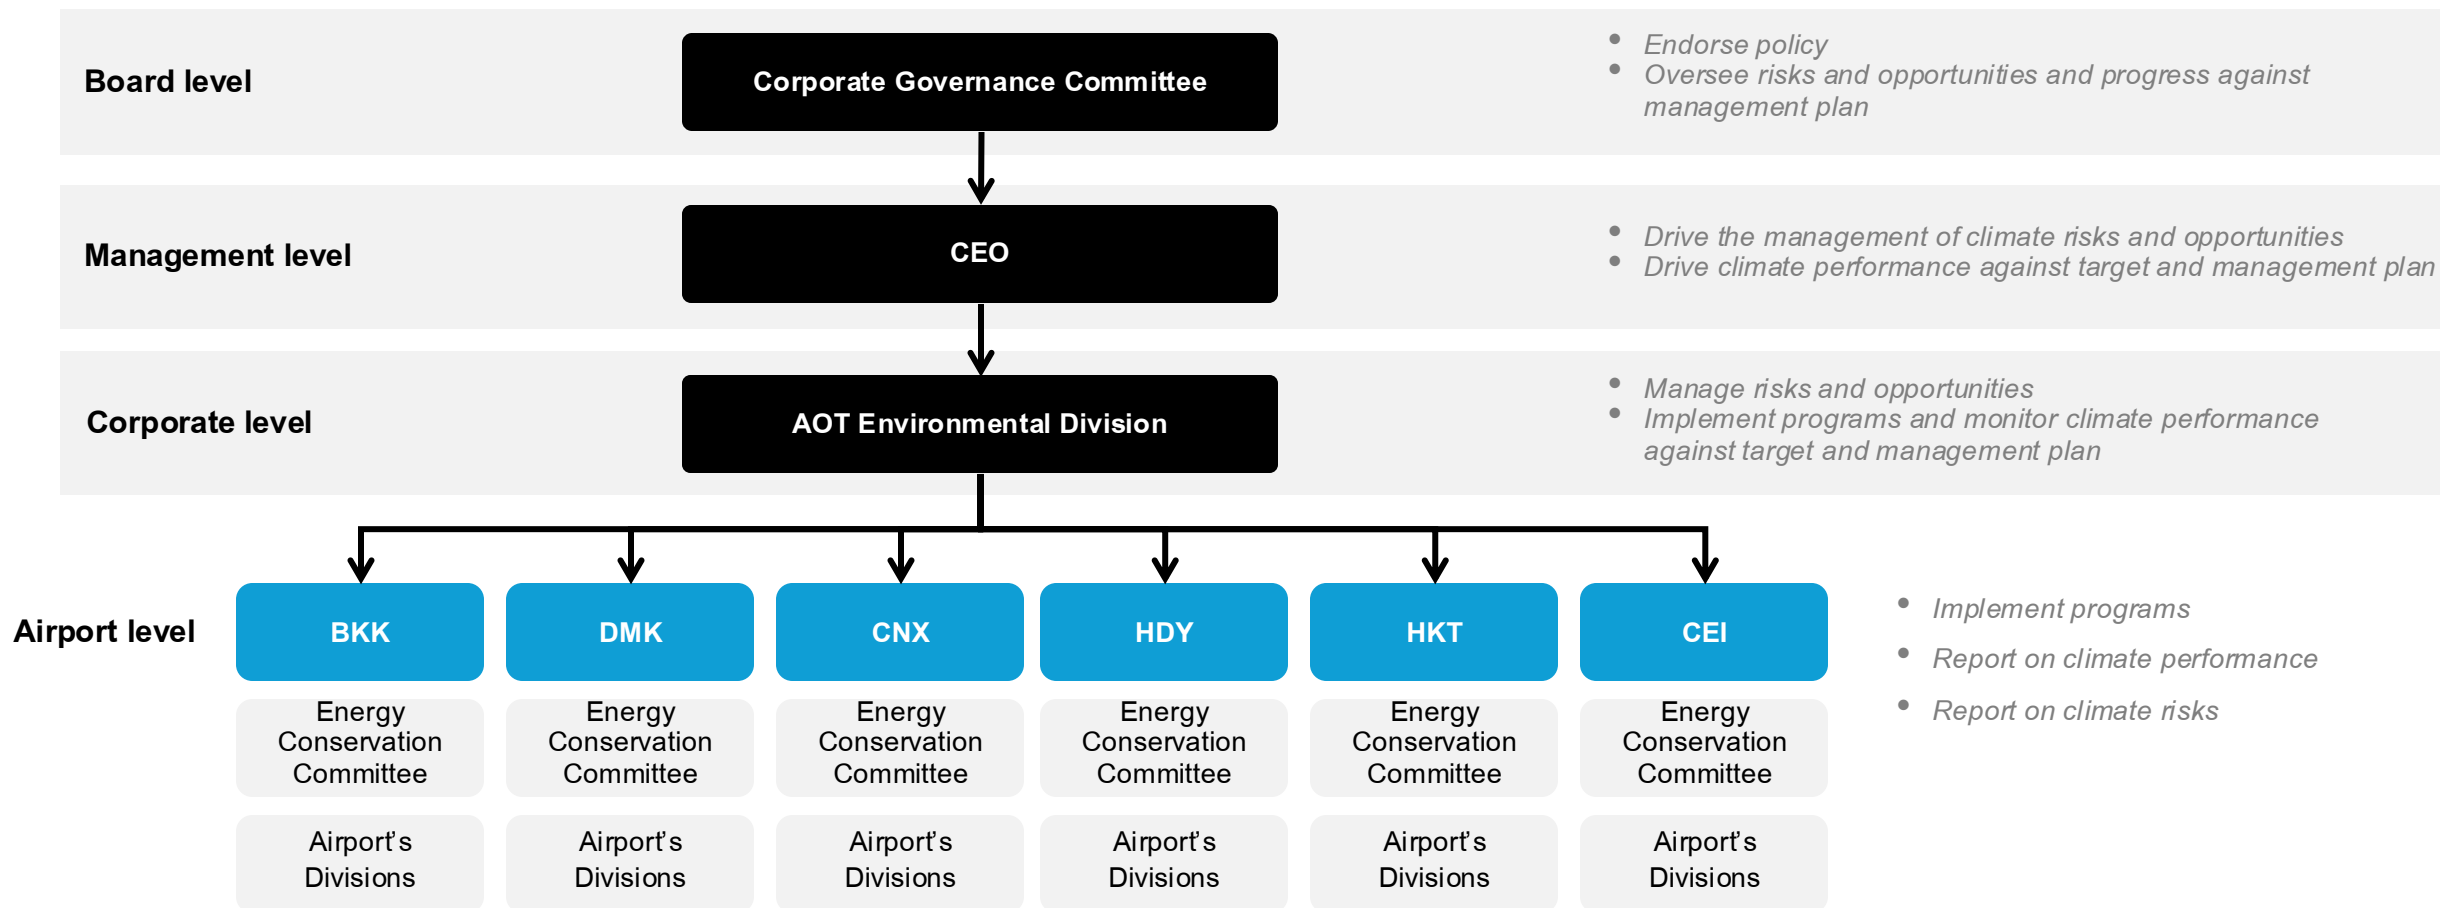 Board level
Corporate Governance Committee
• Endorse policy
• Oversee risks and opportunities and progress against
management plan
Management level
CEO
• Drive the management of climate risks and opportunities
• Drive climate performance against target and management plan
Corporate level
AOT Environmental Division
• Manage risks and opportunities
• Implement programs and monitor climate performance
against target and management plan
Airport level
BKK
DMK
CNX
HDY
HKT
CEI
• Implement programs
• Report on climate performance
• Report on climate risks
Energy
Conservation
Committee
Energy
Conservation
Committee
Energy
Conservation
Committee
Energy
Conservation
Committee
Energy
Conservation
Committee
Energy
Conservation
Committee
Airport's
Divisions
Airport's
Divisions
Airport's
Divisions
Airport's
Divisions
Airport's
Divisions
Airport's
Divisions